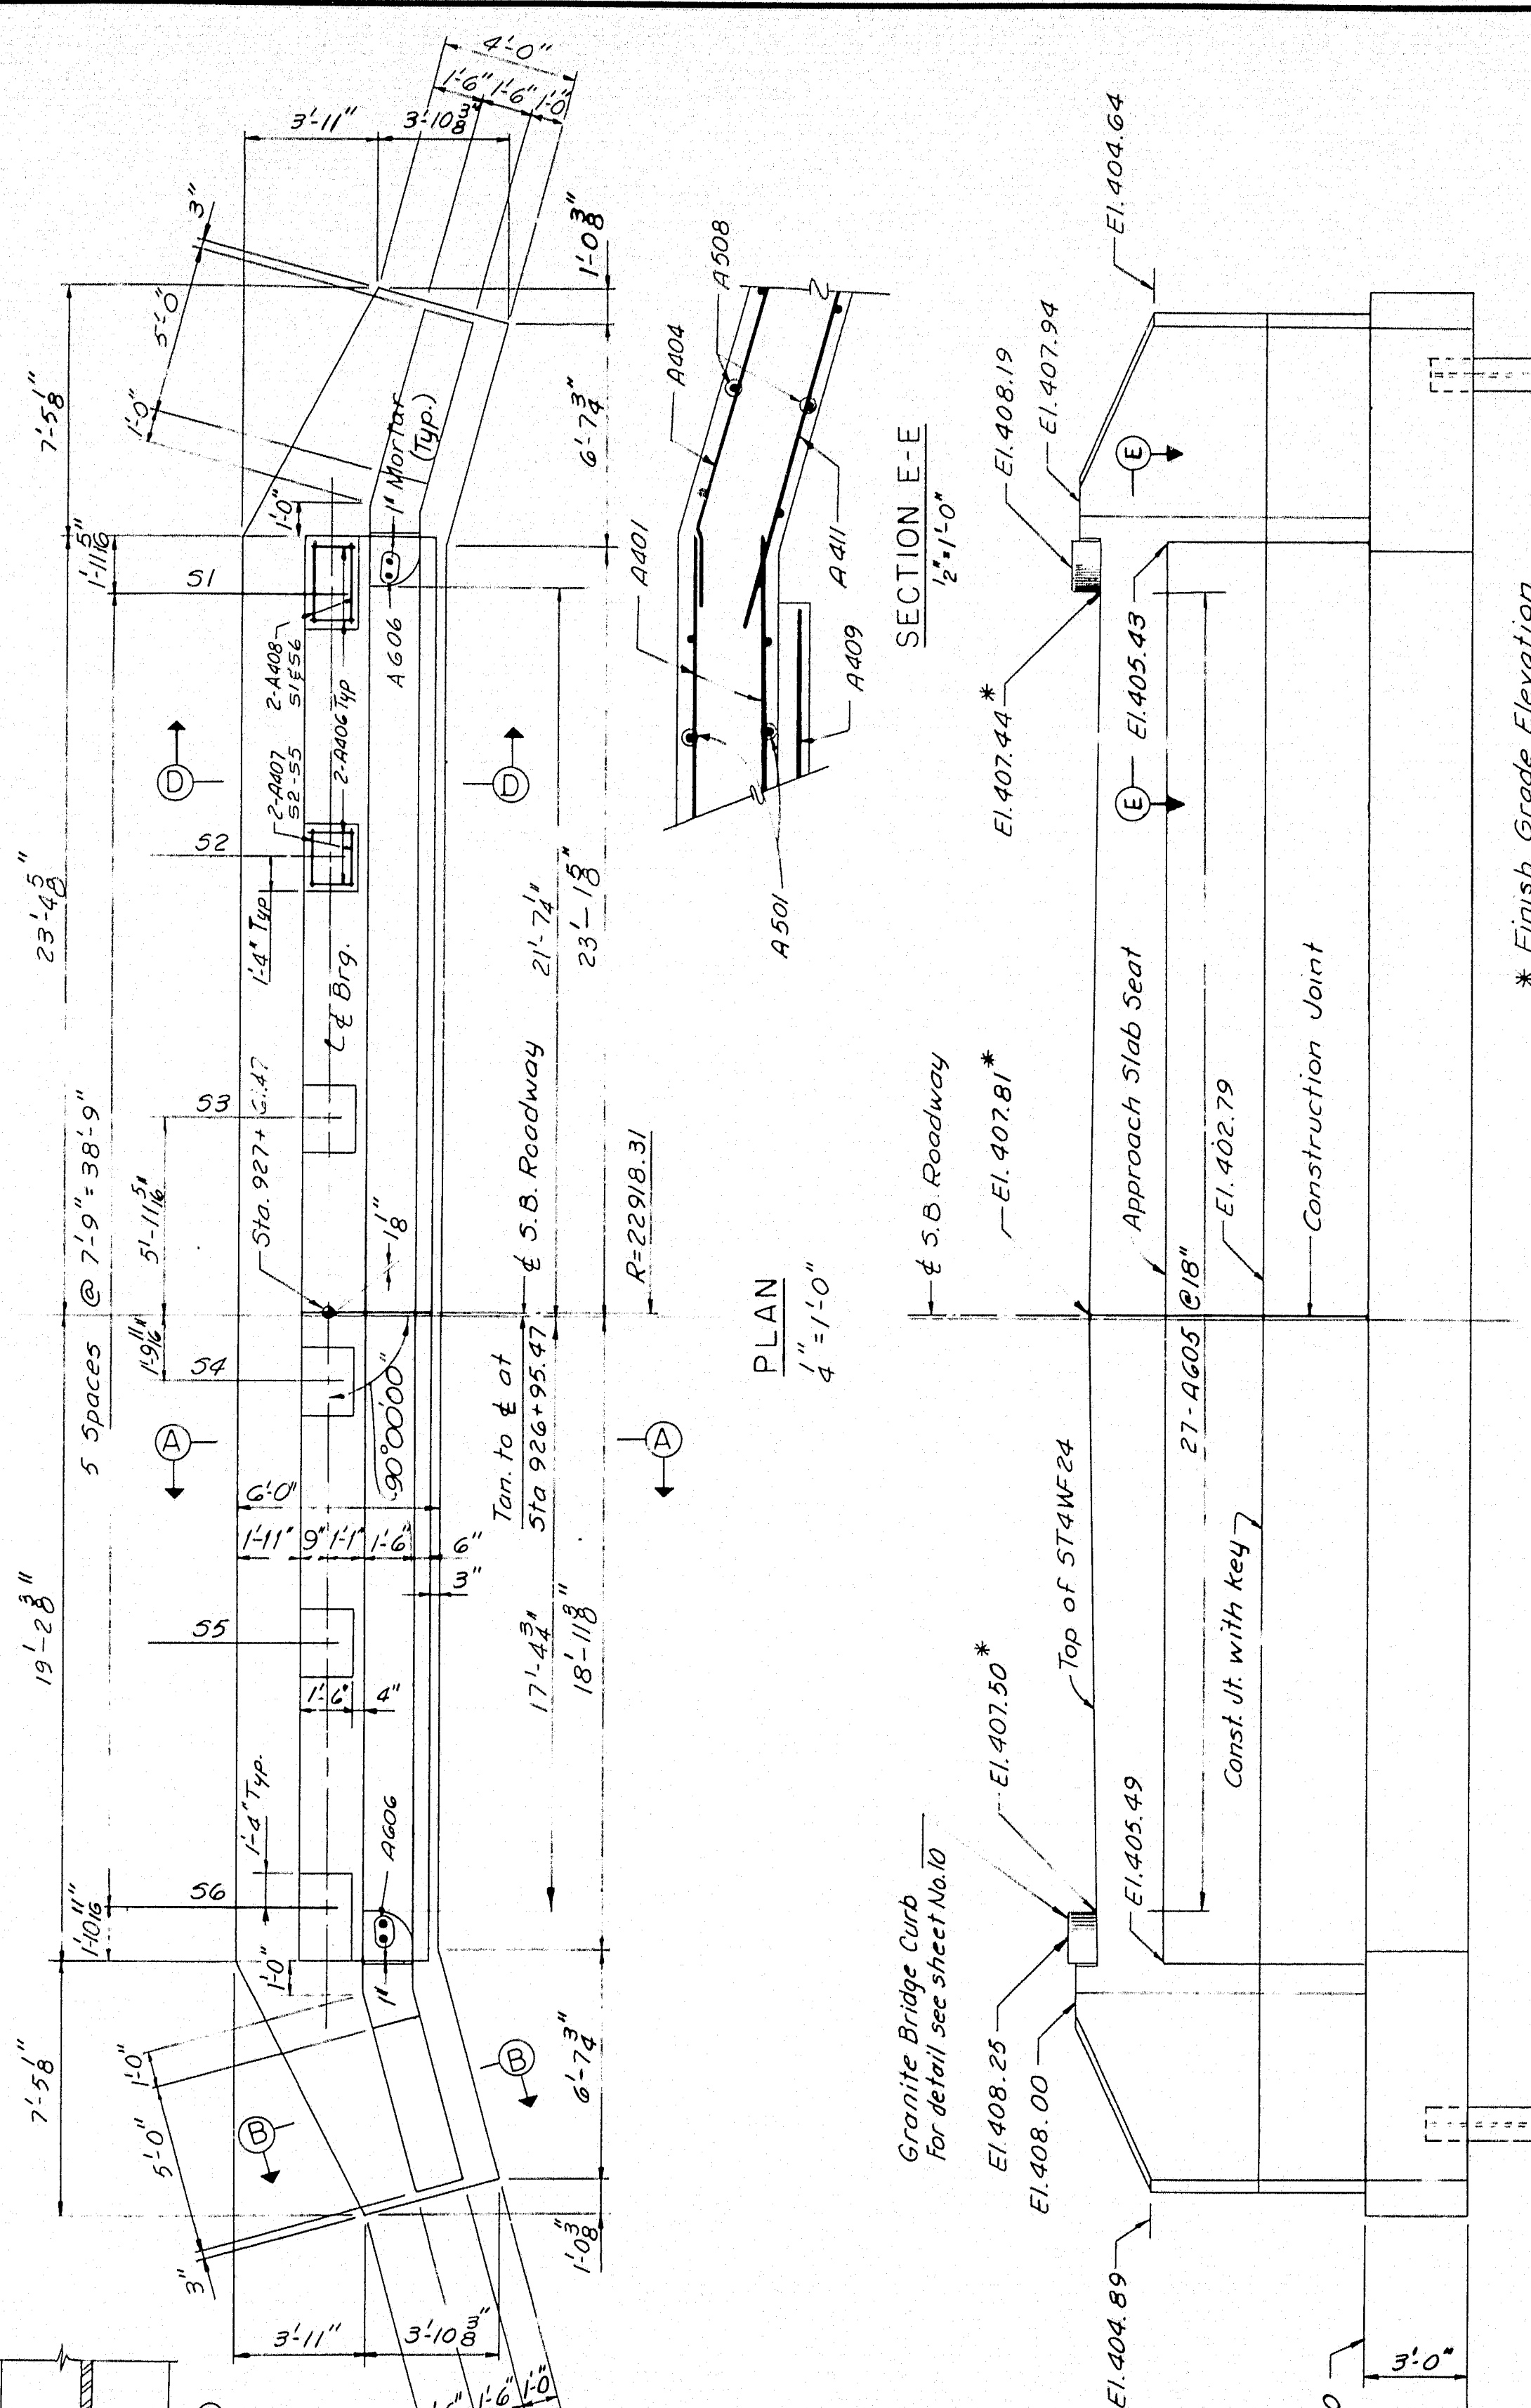 4'-0"
1'-6" 1'-6" 1'-0"
3'-11" 3'-10 3/8"
3"
5'-0"
1'-0"
7'-5 1/8"
1'-0 3/8"
6'-7 3/4"
1'-0"
1" Mortar
(Typ.)
1'-11 5/16"
S1
2-A408
S1 & S6
A606
2-A407
S2-S5
2-A406 Typ
D
D
S2
1'-4" Typ
23'-4 5/8"
℄ Brg.
21'-7 1/4"
23'-1 5/8"
℄ S.B. Roadway
S3
5'-11 5/16"
5 Spaces @ 7'-9" = 38'-9"
1 1/8"
R=22918.31
1'-9 11/16"
S4
90°00'00"
Tan. to ℄ at
Sta 926+95.47
A
A
6'-0"
1'-11" 9" 1'-1" 1'-6" 6"
3"
19'-2 3/8"
S5
1'-6" 4"
17'-4 3/4"
18'-11 3/8"
1'-4" Typ.
S6
A606
1'-10 11/16"
1'-0"
1"
7'-5 1/8"
1'-0"
5'-0"
3"
B
B
6'-7 3/4"
1'-0 3/8"
3'-11" 3'-10 3/8"
1'-6" 1'-0"
PLAN
1/4" = 1'-0"
A508
A404
A401
A411
A409
A501
SECTION E-E
1/2" = 1'-0"
El. 404.64
El. 407.94
El. 408.19
E
E
El. 405.43
El. 407.44*
Approach Slab Seat
℄ S.B. Roadway
El. 407.81*
El. 402.79
Construction Joint
27-A605 @ 18"
Top of ST4WF24
Const. Jt. with key
El. 407.50*
El. 405.49
Granite Bridge Curb
For detail see sheet No.10
El. 408.25
El. 408.00
El. 404.89
3'-0"
* Finish Grade Elevation